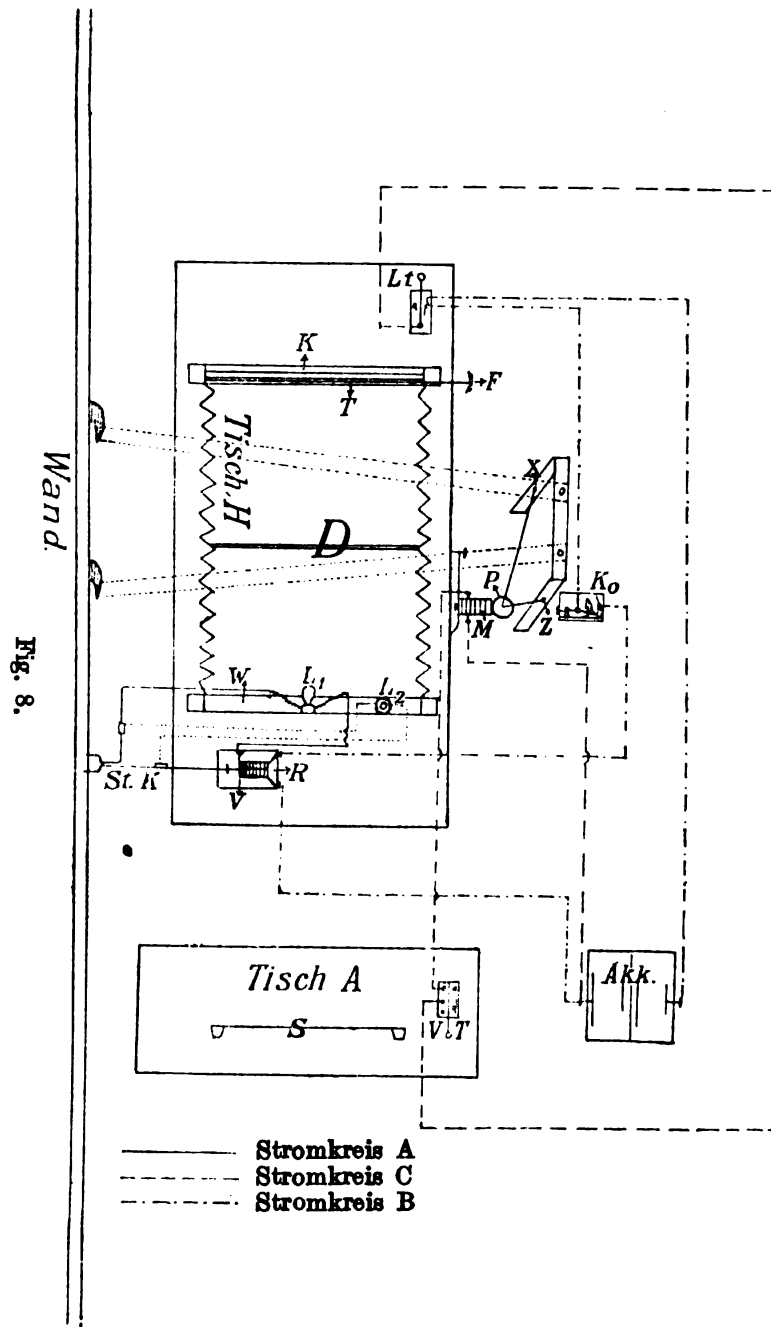 Lt
K
F
T
Tisch H
X
Wand.
D
P
Ko
M
Z
W
L1
L2
St. K
R
V
Fig. 8.
Tisch A
S
V T
Akk.
Stromkreis A
Stromkreis C
Stromkreis B